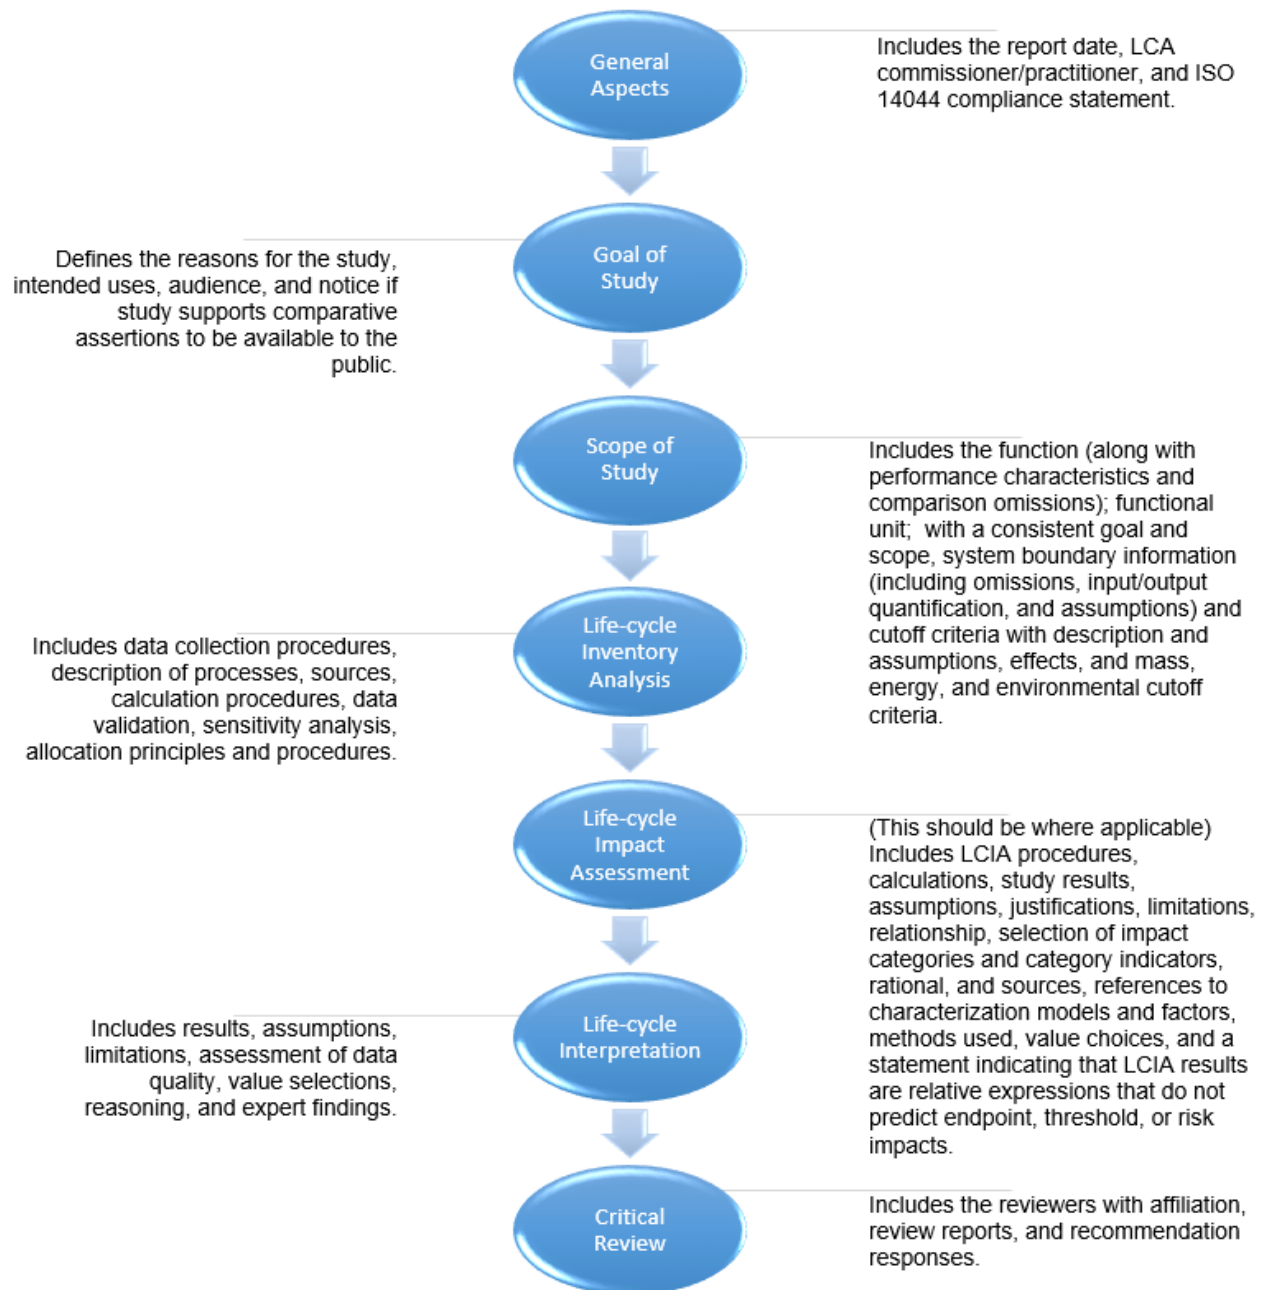 General
Aspects
Includes the report date, LCA
commissioner/practitioner, and ISO
14044 compliance statement.
Goal of
Study
Defines the reasons for the study,
intended uses, audience, and notice if
study supports comparative
assertions to be available to the
public.
Scope of
Study
Includes the function (along with
performance characteristics and
comparison omissions); functional
unit;  with a consistent goal and
scope, system boundary information
(including omissions, input/output
quantification, and assumptions) and
cutoff criteria with description and
assumptions, effects, and mass,
energy, and environmental cutoff
criteria.
Life-cycle
Inventory
Analysis
Includes data collection procedures,
description of processes, sources,
calculation procedures, data
validation, sensitivity analysis,
allocation principles and procedures.
Life-cycle
Impact
Assessment
(This should be where applicable)
Includes LCIA procedures,
calculations, study results,
assumptions, justifications, limitations,
relationship, selection of impact
categories and category indicators,
rational, and sources, references to
characterization models and factors,
methods used, value choices, and a
statement indicating that LCIA results
are relative expressions that do not
predict endpoint, threshold, or risk
impacts.
Life-cycle
Interpretation
Includes results, assumptions,
limitations, assessment of data
quality, value selections,
reasoning, and expert findings.
Critical
Review
Includes the reviewers with affiliation,
review reports, and recommendation
responses.